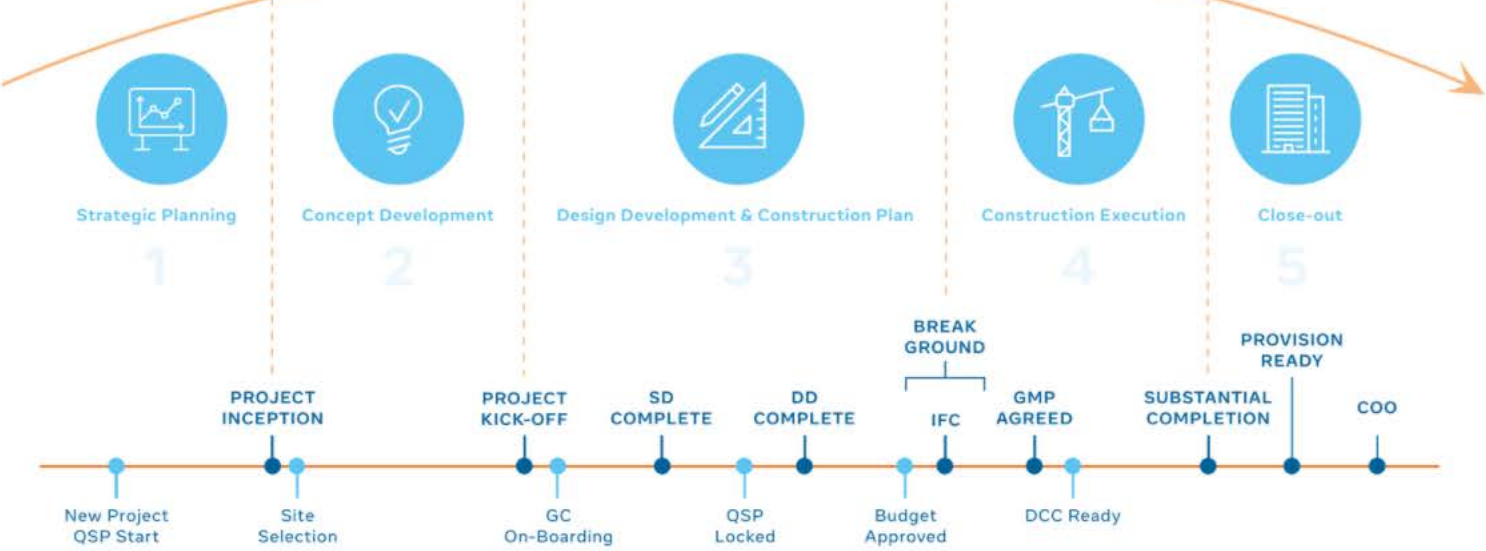 Strategic Planning
Concept Development
Design Development & Construction Plan
Construction Execution
Close-out
1
2
3
4
5
BREAK
GROUND
PROVISION
READY
PROJECT
INCEPTION
PROJECT
KICK-OFF
SD
COMPLETE
DD
COMPLETE
IFC
GMP
AGREED
SUBSTANTIAL
COMPLETION
COO
New Project
QSP Start
Site
Selection
GC
On-Boarding
QSP
Locked
Budget
Approved
DCC Ready